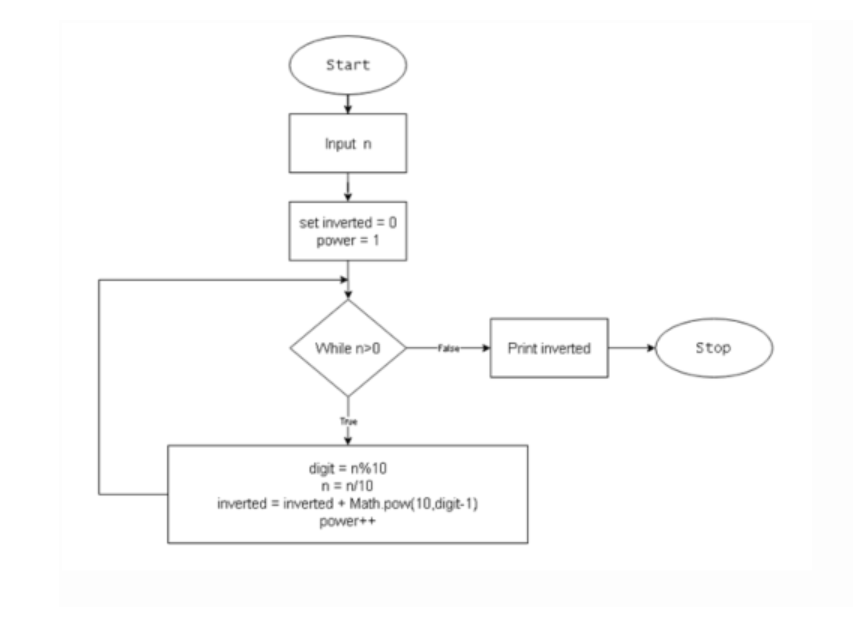 Start
Input n
set inverted = 0
power = 1
While n>0
False
Print inverted
Stop
True
digit = n%10
n = n/10
inverted = inverted + Math.pow(10,digit-1)
power++